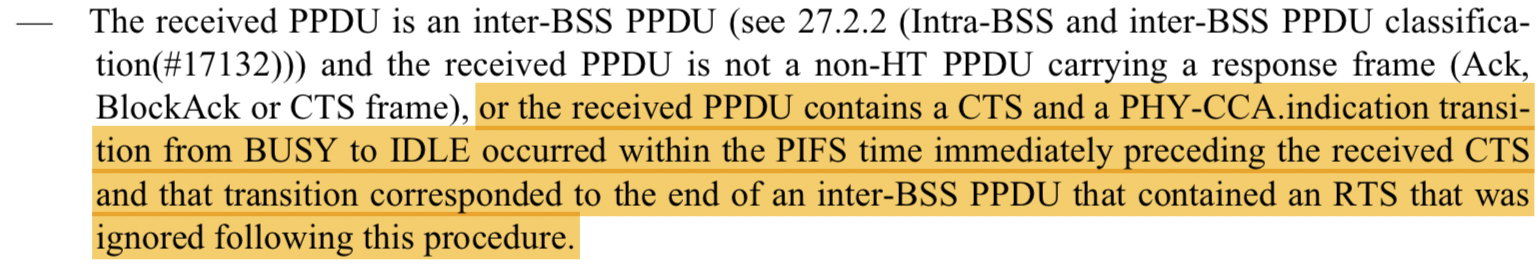 — The received PPDU is an inter-BSS PPDU (see 27.2.2 (Intra-BSS and inter-BSS PPDU classifica-
tion(#17132))) and the received PPDU is not a non-HT PPDU carrying a response frame (Ack,
BlockAck or CTS frame), or the received PPDU contains a CTS and a PHY-CCA.indication transi-
tion from BUSY to IDLE occurred within the PIFS time immediately preceding the received CTS
and that transition corresponded to the end of an inter-BSS PPDU that contained an RTS that was
ignored following this procedure.